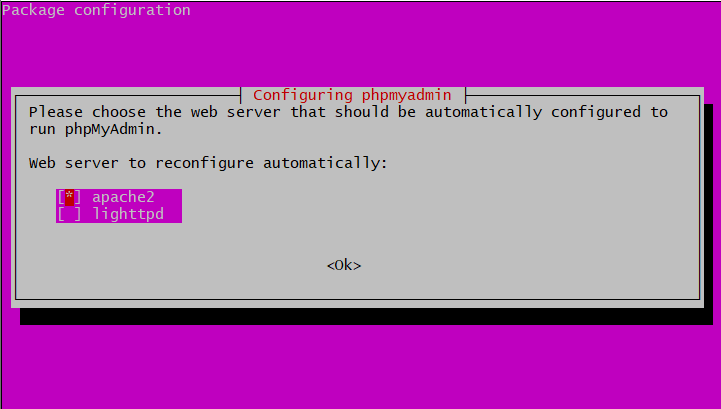 Package configuration
Configuring phpmyadmin
Please choose the web server that should be automatically configured to
run phpMyAdmin.
Web server to reconfigure automatically:
[*] apache2
[ ] lighttpd
<Ok>